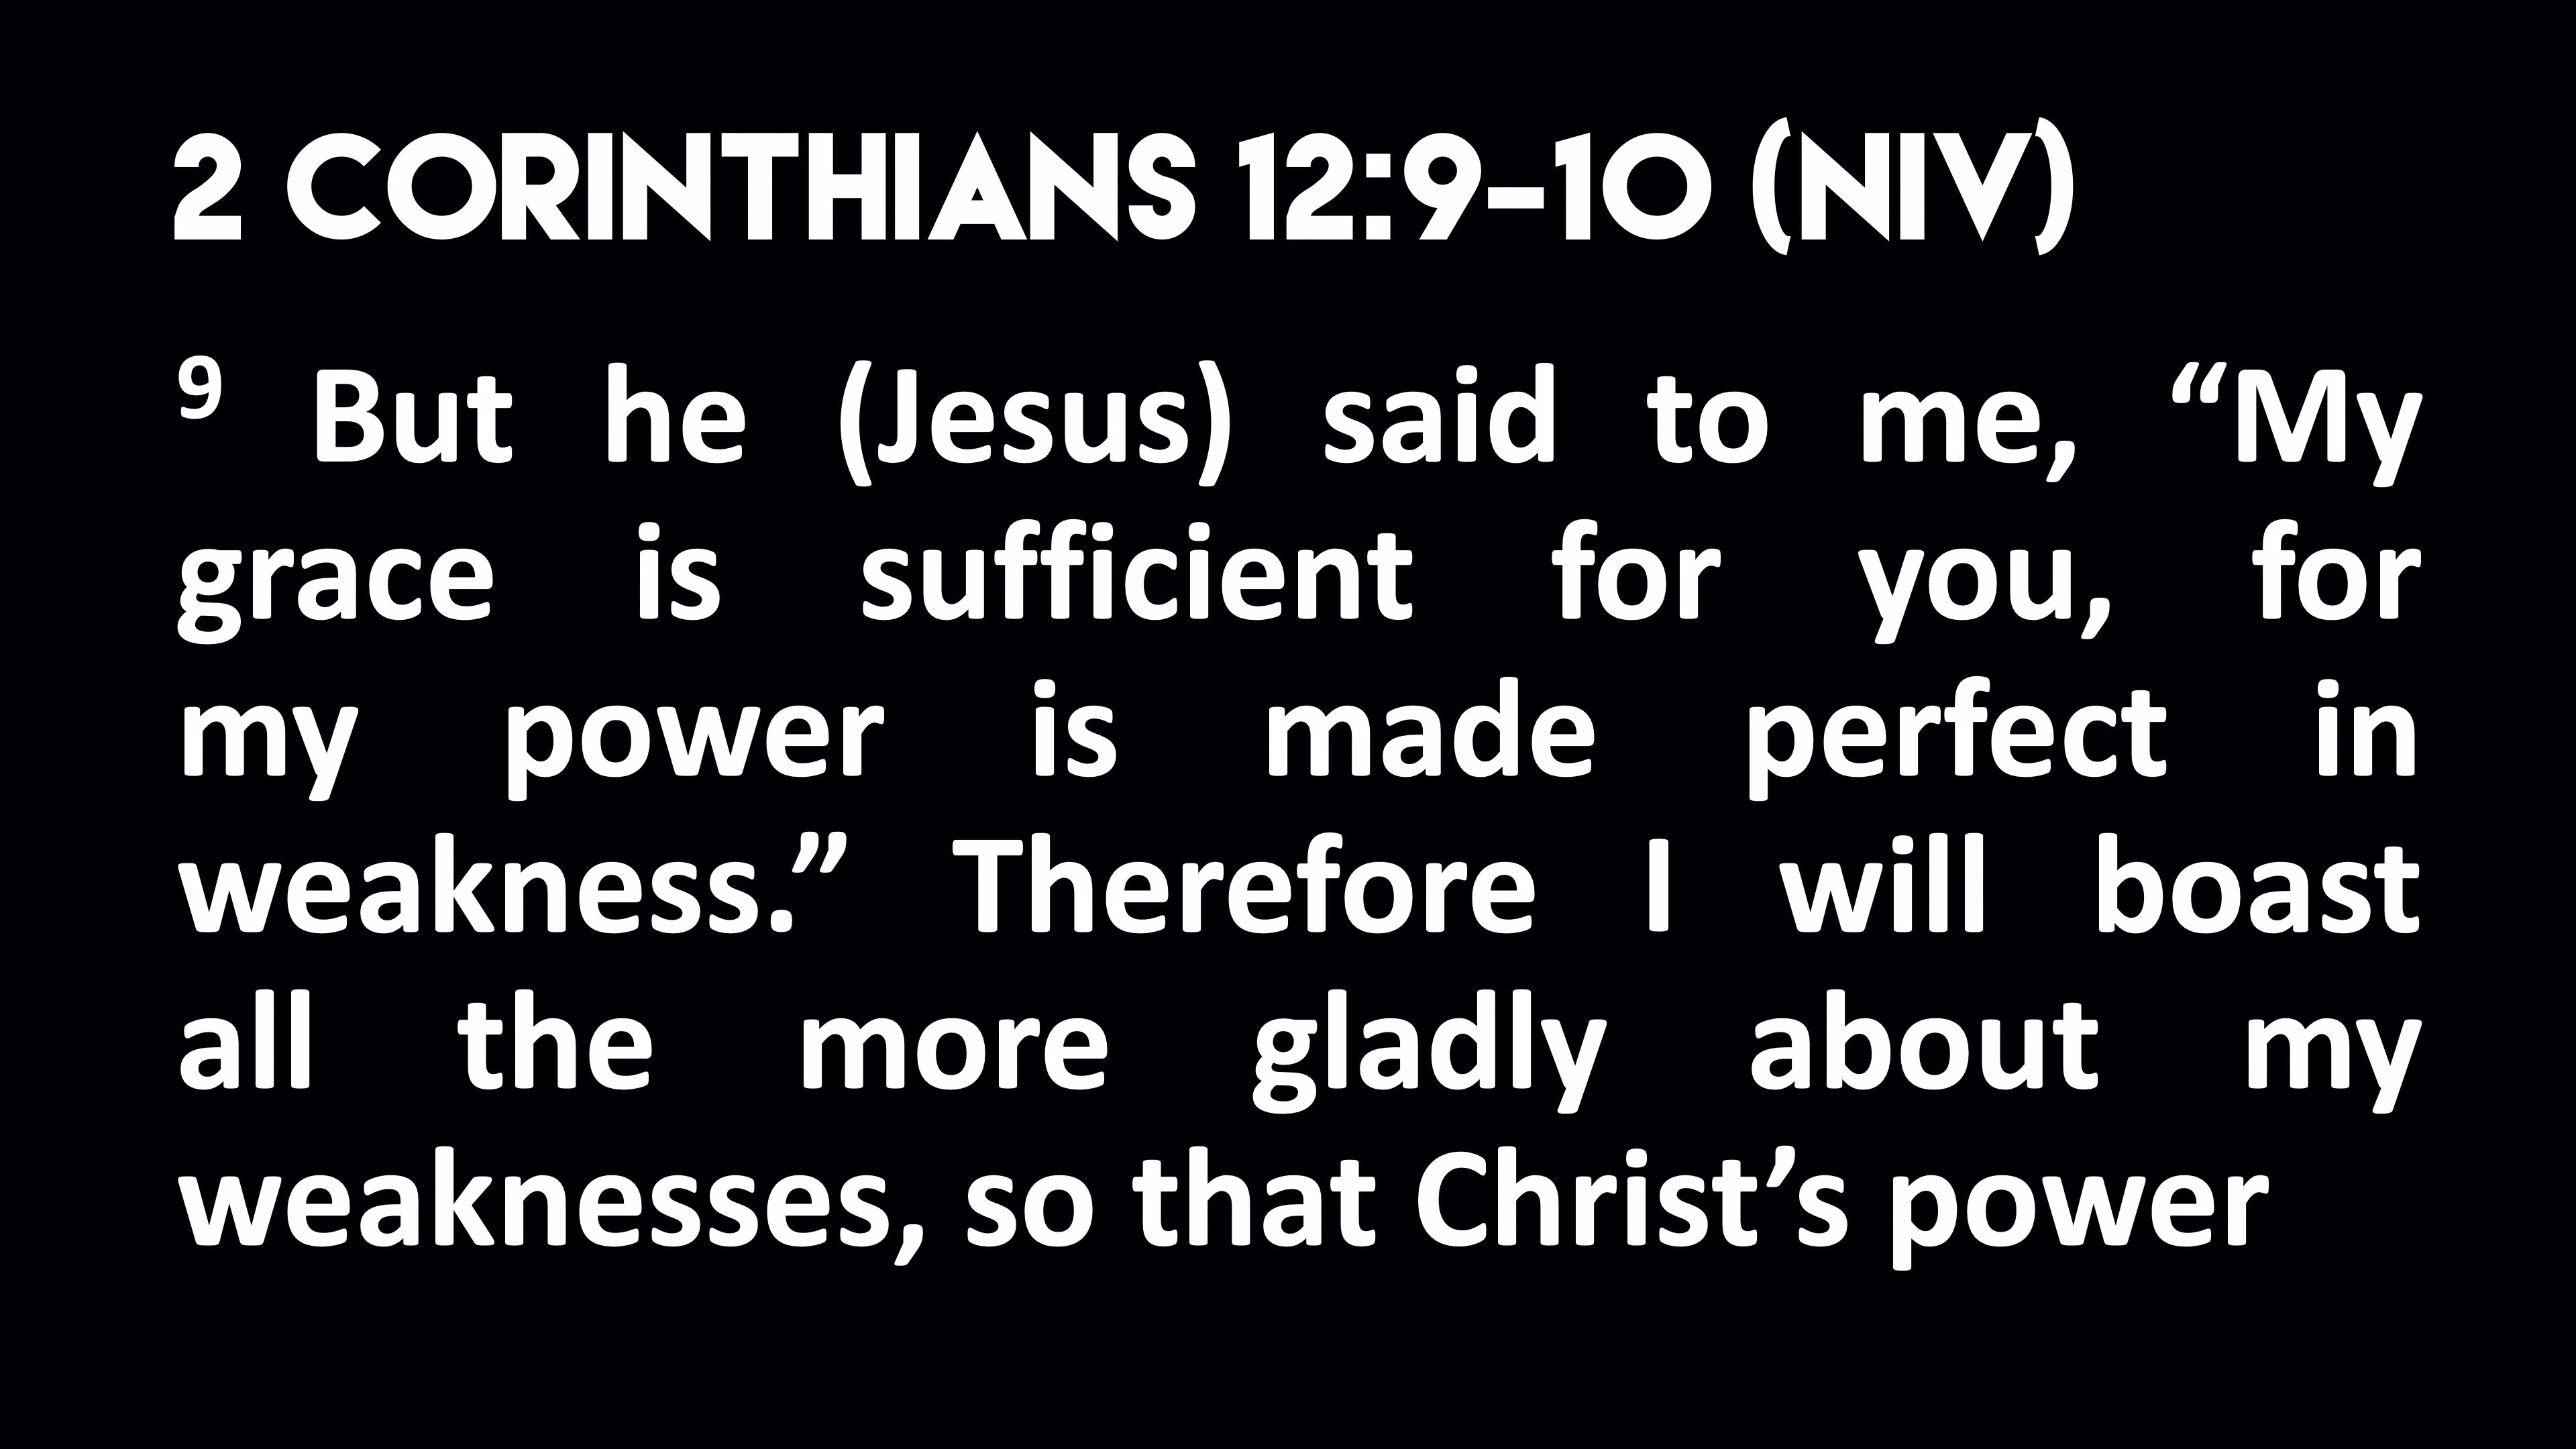 2 CORINTHIANS 12:9-10 (NIV)
⁹ But he (Jesus) said to me, “My
grace is sufficient for you, for
my power is made perfect in
weakness.” Therefore I will boast
all the more gladly about my
weaknesses, so that Christ’s power